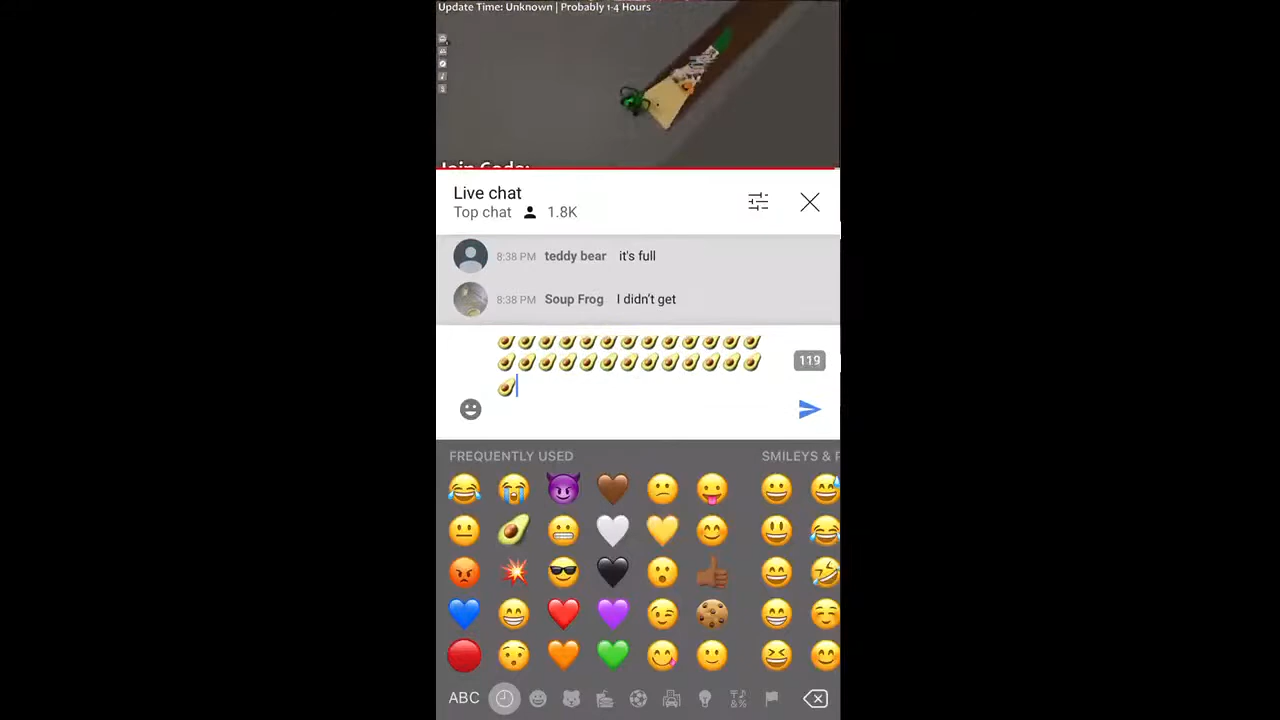 Update Time: Unknown | Probably 1-4 Hours
Join Code:
Live chat
Top chat 1.8K
8:38 PM teddy bear it's full
8:38 PM Soup Frog I didn't get
119
FREQUENTLY USED SMILEYS & P
ABC